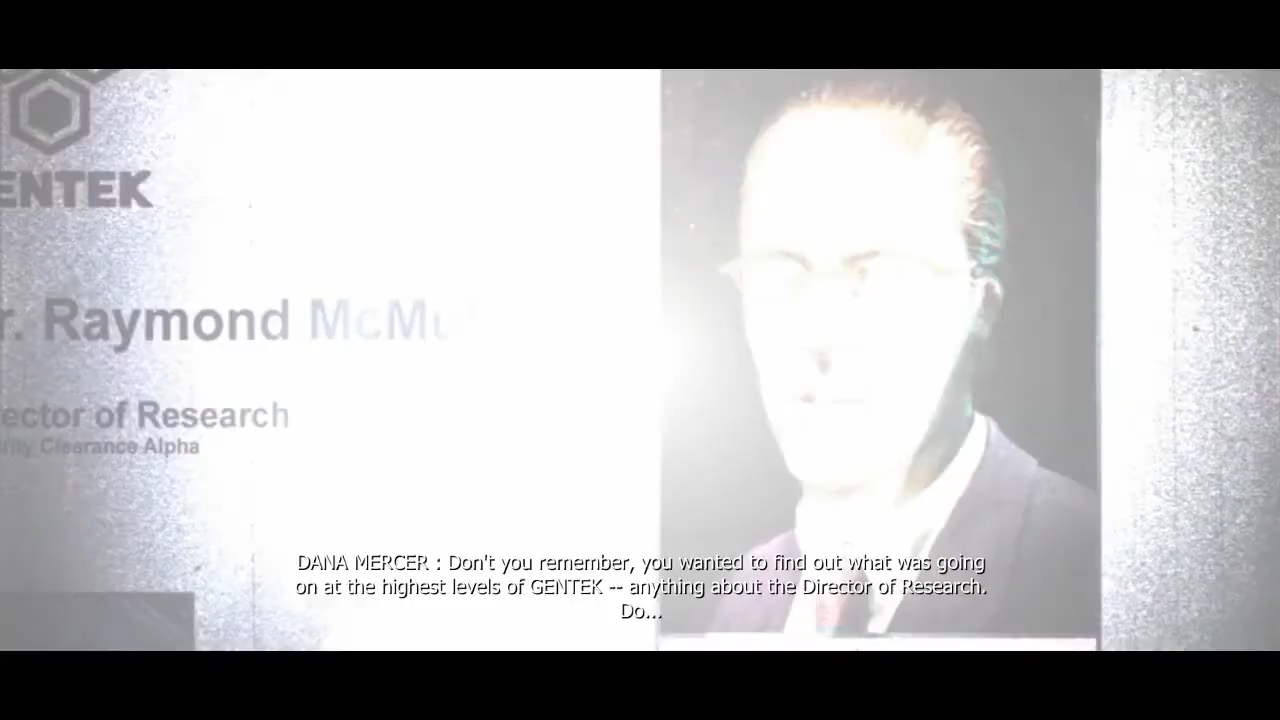 ENTEK
r. Raymond McMu
ector of Research
rity Clearance Alpha
DANA MERCER : Don't you remember, you wanted to find out what was going
on at the highest levels of GENTEK -- anything about the Director of Research.
Do...